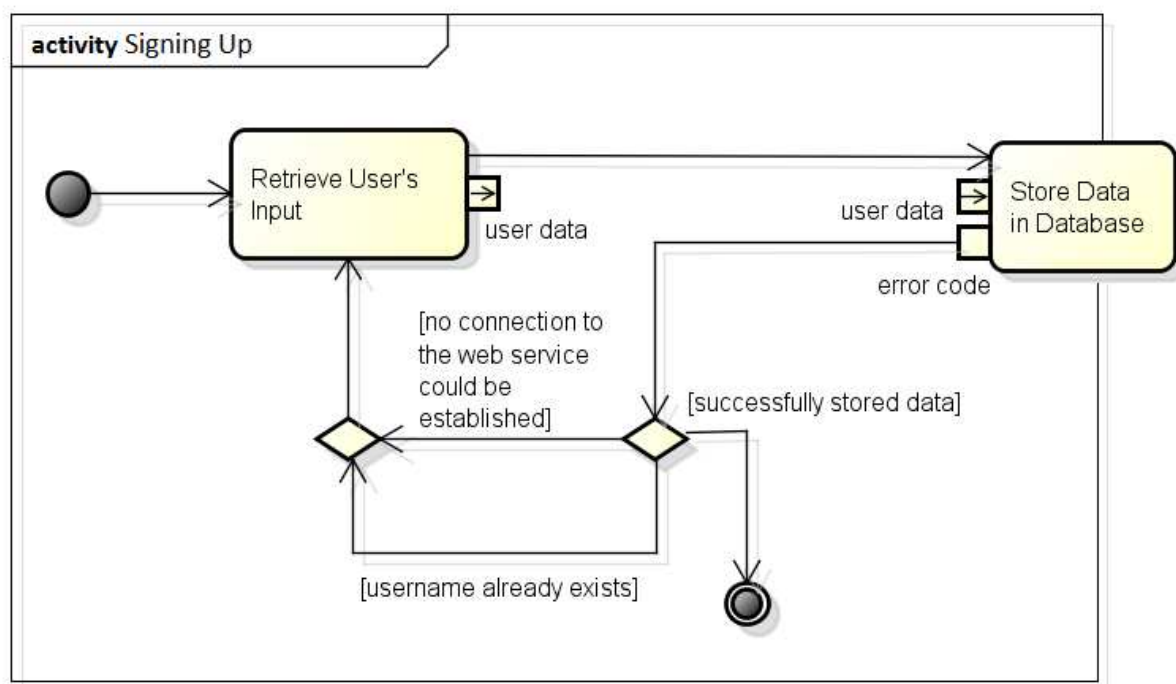 activity Signing Up
Retrieve User's
Input
user data
Store Data
in Database
user data
error code
[no connection to
the web service
could be
established]
[successfully stored data]
[username already exists]